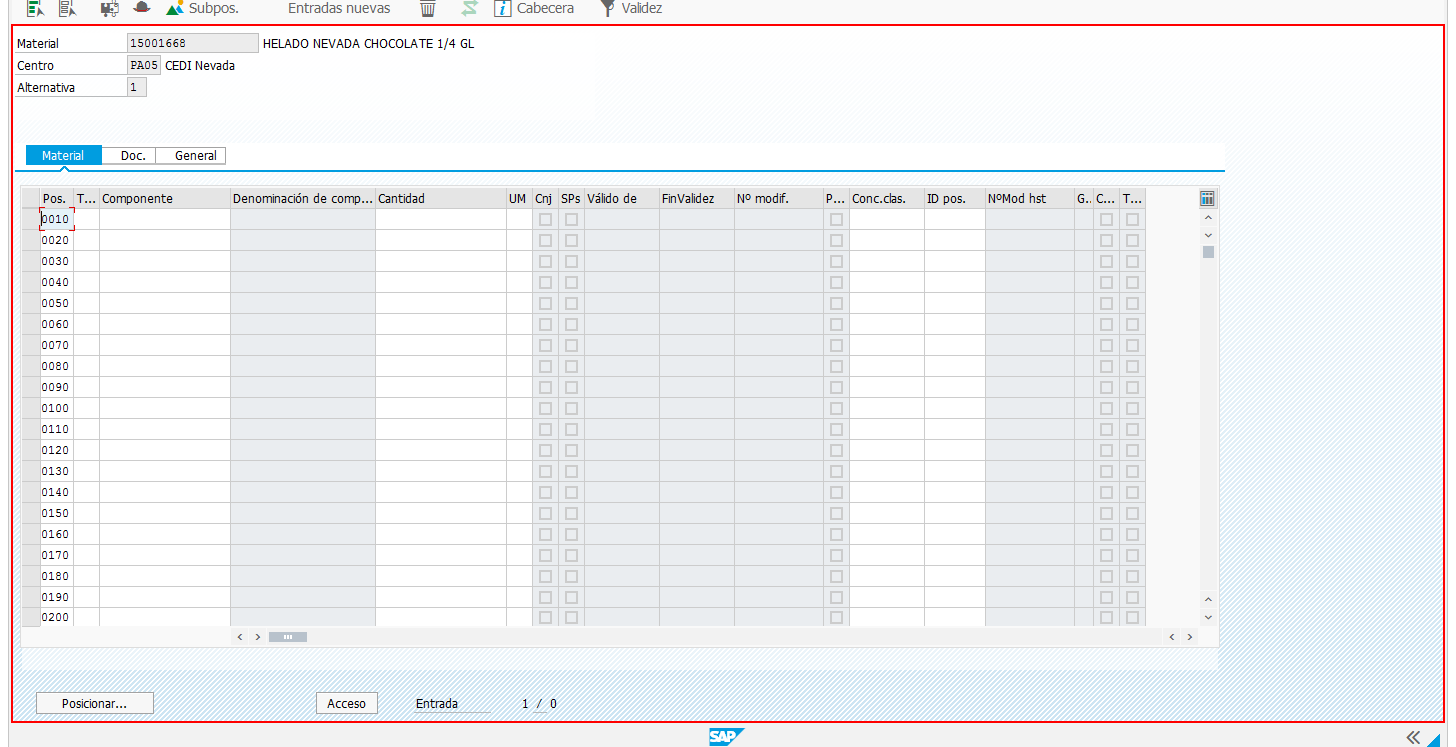 Subpos. Entradas nuevas Cabecera Validez
Material 15001668 HELADO NEVADA CHOCOLATE 1/4 GL
Centro PA05 CEDI Nevada
Alternativa 1
Material Doc. General
Pos. T... Componente Denominación de comp... Cantidad UM Cnj SPs Válido de FinValidez Nº modif. P... Conc.clas. ID pos. NºMod hst G.. C... T...
0010
0020
0030
0040
0050
0060
0070
0080
0090
0100
0110
0120
0130
0140
0150
0160
0170
0180
0190
0200
Posicionar... Acceso Entrada 1 / 0
SAP